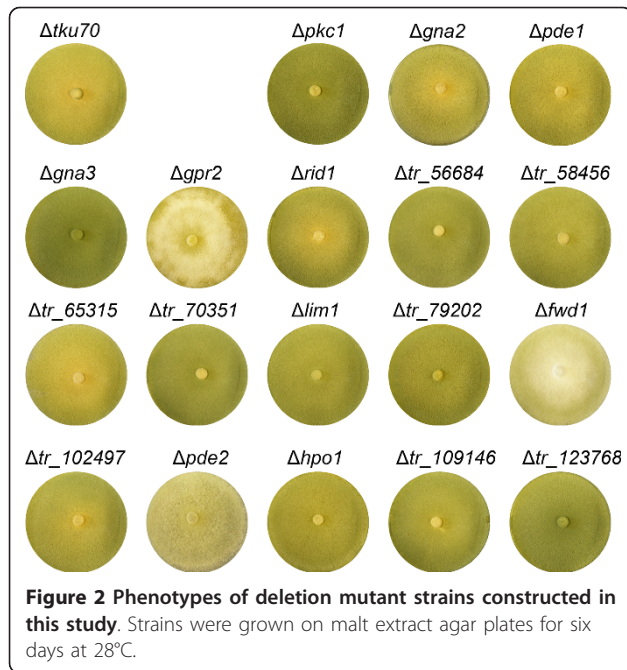 Δtku70 Δpkc1 Δgna2 Δpde1
Δgna3 Δgpr2 Δrid1 Δtr_56684 Δtr_58456
Δtr_65315 Δtr_70351 Δlim1 Δtr_79202 Δfwd1
Δtr_102497 Δpde2 Δhpo1 Δtr_109146 Δtr_123768
Figure 2 Phenotypes of deletion mutant strains constructed in
this study. Strains were grown on malt extract agar plates for six
days at 28°C.